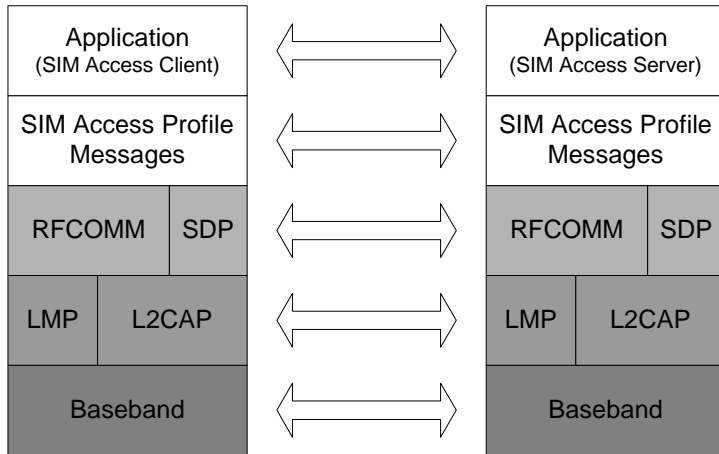 Application
(SIM Access Client)
Application
(SIM Access Server)
SIM Access Profile
Messages
SIM Access Profile
Messages
RFCOMM
SDP
RFCOMM
SDP
LMP
L2CAP
LMP
L2CAP
Baseband
Baseband